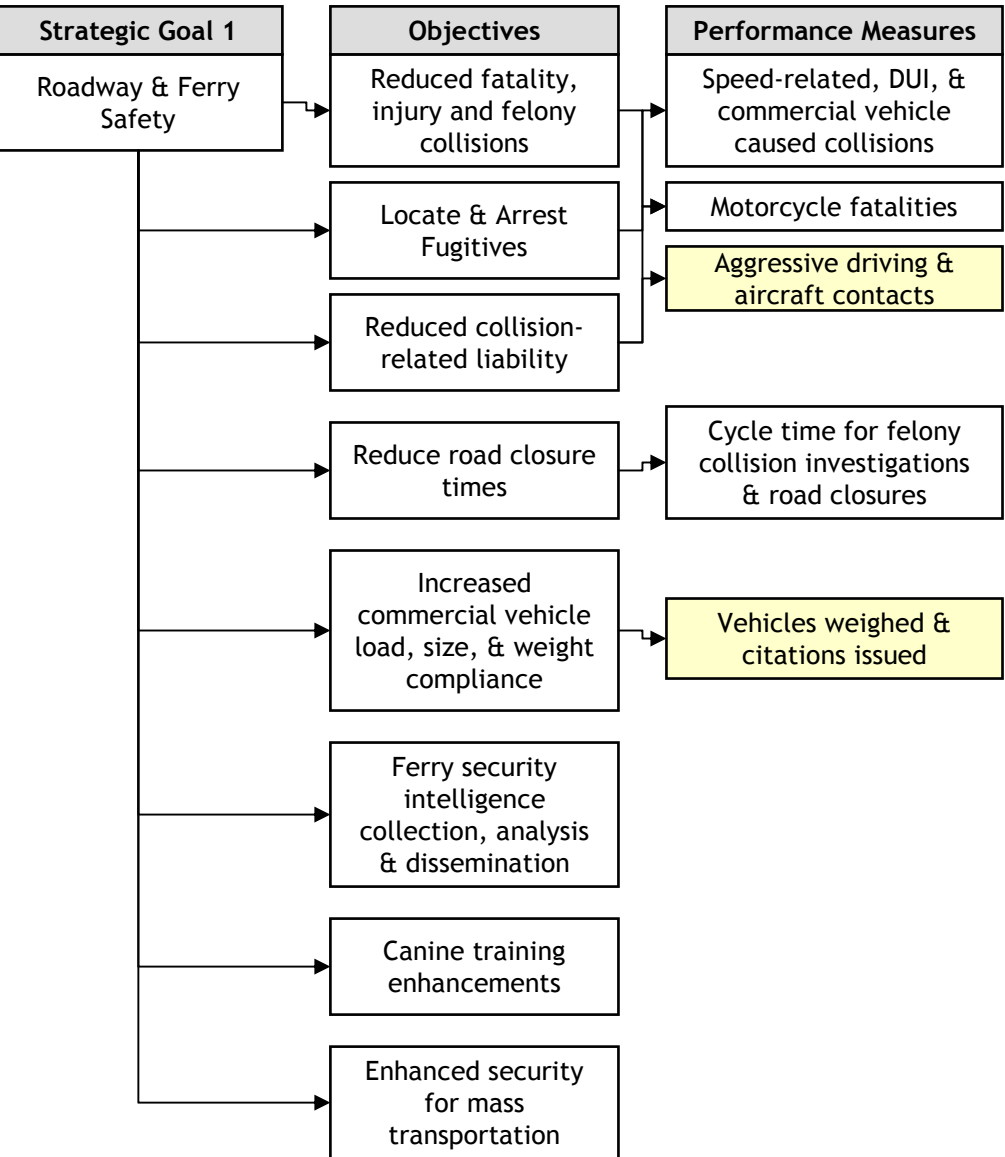 Strategic Goal 1
Roadway & Ferry
Safety
Objectives
Reduced fatality,
injury and felony
collisions
Locate & Arrest
Fugitives
Reduced collision-
related liability
Reduce road closure
times
Increased
commercial vehicle
load, size, & weight
compliance
Ferry security
intelligence
collection, analysis
& dissemination
Canine training
enhancements
Enhanced security
for mass
transportation
Performance Measures
Speed-related, DUI, &
commercial vehicle
caused collisions
Motorcycle fatalities
Aggressive driving &
aircraft contacts
Cycle time for felony
collision investigations
& road closures
Vehicles weighed &
citations issued